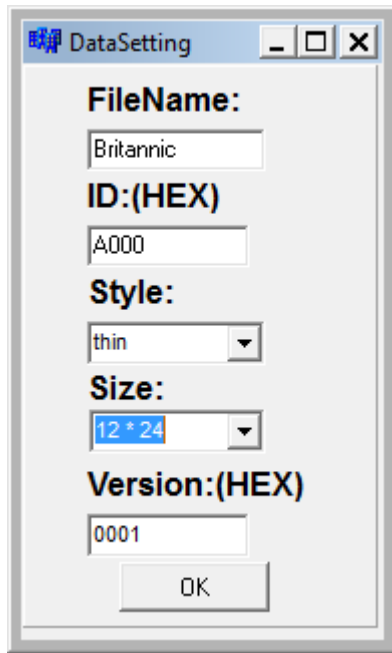 DataSetting
FileName:
Britannic
ID:(HEX)
A000
Style:
thin
Size:
12 * 24
Version:(HEX)
0001
OK